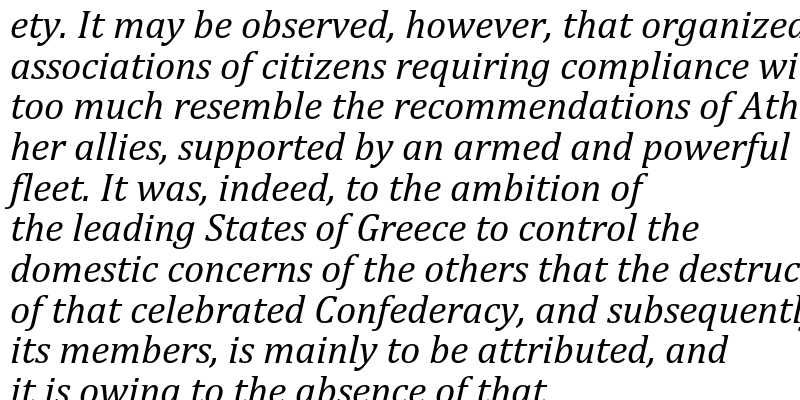 ety. It may be observed, however, that organized
associations of citizens requiring compliance wi
too much resemble the recommendations of Ath
her allies, supported by an armed and powerful
fleet. It was, indeed, to the ambition of
the leading States of Greece to control the
domestic concerns of the others that the destruc
of that celebrated Confederacy, and subsequently
its members, is mainly to be attributed, and
it is owing to the absence of that